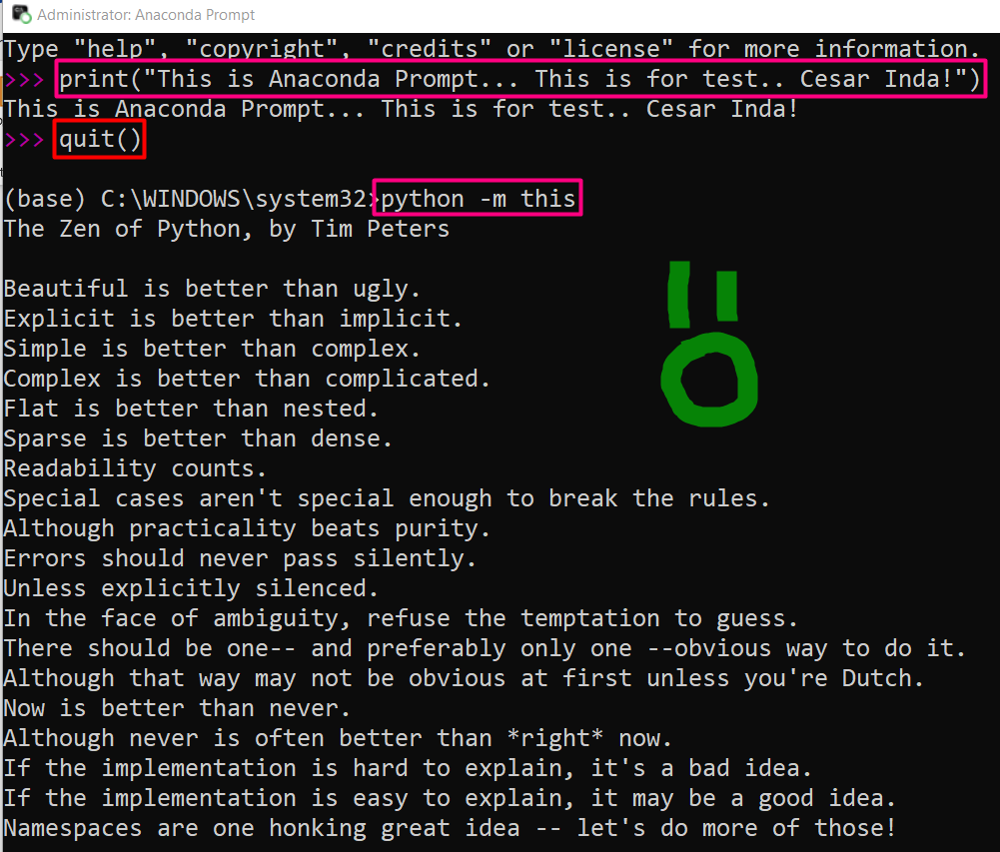 Administrator: Anaconda Prompt
Type "help", "copyright", "credits" or "license" for more information.
>>> print("This is Anaconda Prompt... This is for test.. Cesar Inda!")
This is Anaconda Prompt... This is for test.. Cesar Inda!
>>> quit()
(base) C:\WINDOWS\system32>python -m this
The Zen of Python, by Tim Peters
Beautiful is better than ugly.
Explicit is better than implicit.
Simple is better than complex.
Complex is better than complicated.
Flat is better than nested.
Sparse is better than dense.
Readability counts.
Special cases aren't special enough to break the rules.
Although practicality beats purity.
Errors should never pass silently.
Unless explicitly silenced.
In the face of ambiguity, refuse the temptation to guess.
There should be one-- and preferably only one --obvious way to do it.
Although that way may not be obvious at first unless you're Dutch.
Now is better than never.
Although never is often better than *right* now.
If the implementation is hard to explain, it's a bad idea.
If the implementation is easy to explain, it may be a good idea.
Namespaces are one honking great idea -- let's do more of those!